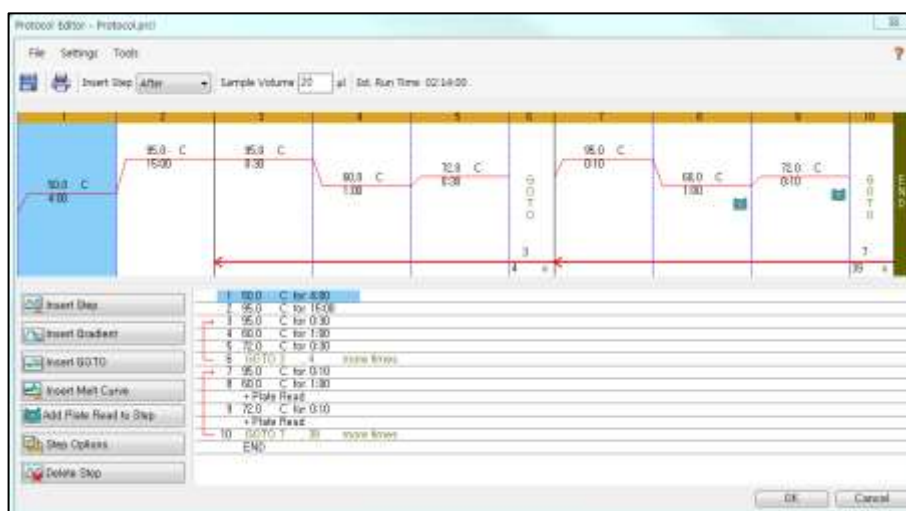 Protocol Editor - Protocol.prcl
File Settings Tools ?
Insert Step After Sample Volume 20 µl Est. Run Time 02:14:00
1 2 3 4 5 6 7 8 9 10
50.0 C
4:00
95.0 C
15:00
95.0 C
0:30
60.0 C
1:00
72.0 C
0:30
GOTO
3
4 x
95.0 C
0:10
60.0 C
1:00
72.0 C
0:10
GOTO
7
39 x
END
Insert Step
Insert Gradient
Insert GOTO
Insert Melt Curve
Add Plate Read to Step
Step Options
Delete Step
1 50.0 C for 4:00
2 95.0 C for 15:00
3 95.0 C for 0:30
4 60.0 C for 1:00
5 72.0 C for 0:30
6 GOTO 3 4 more times
7 95.0 C for 0:10
8 60.0 C for 1:00
+ Plate Read
9 72.0 C for 0:10
+ Plate Read
10 GOTO 7 39 more times
END
OK Cancel